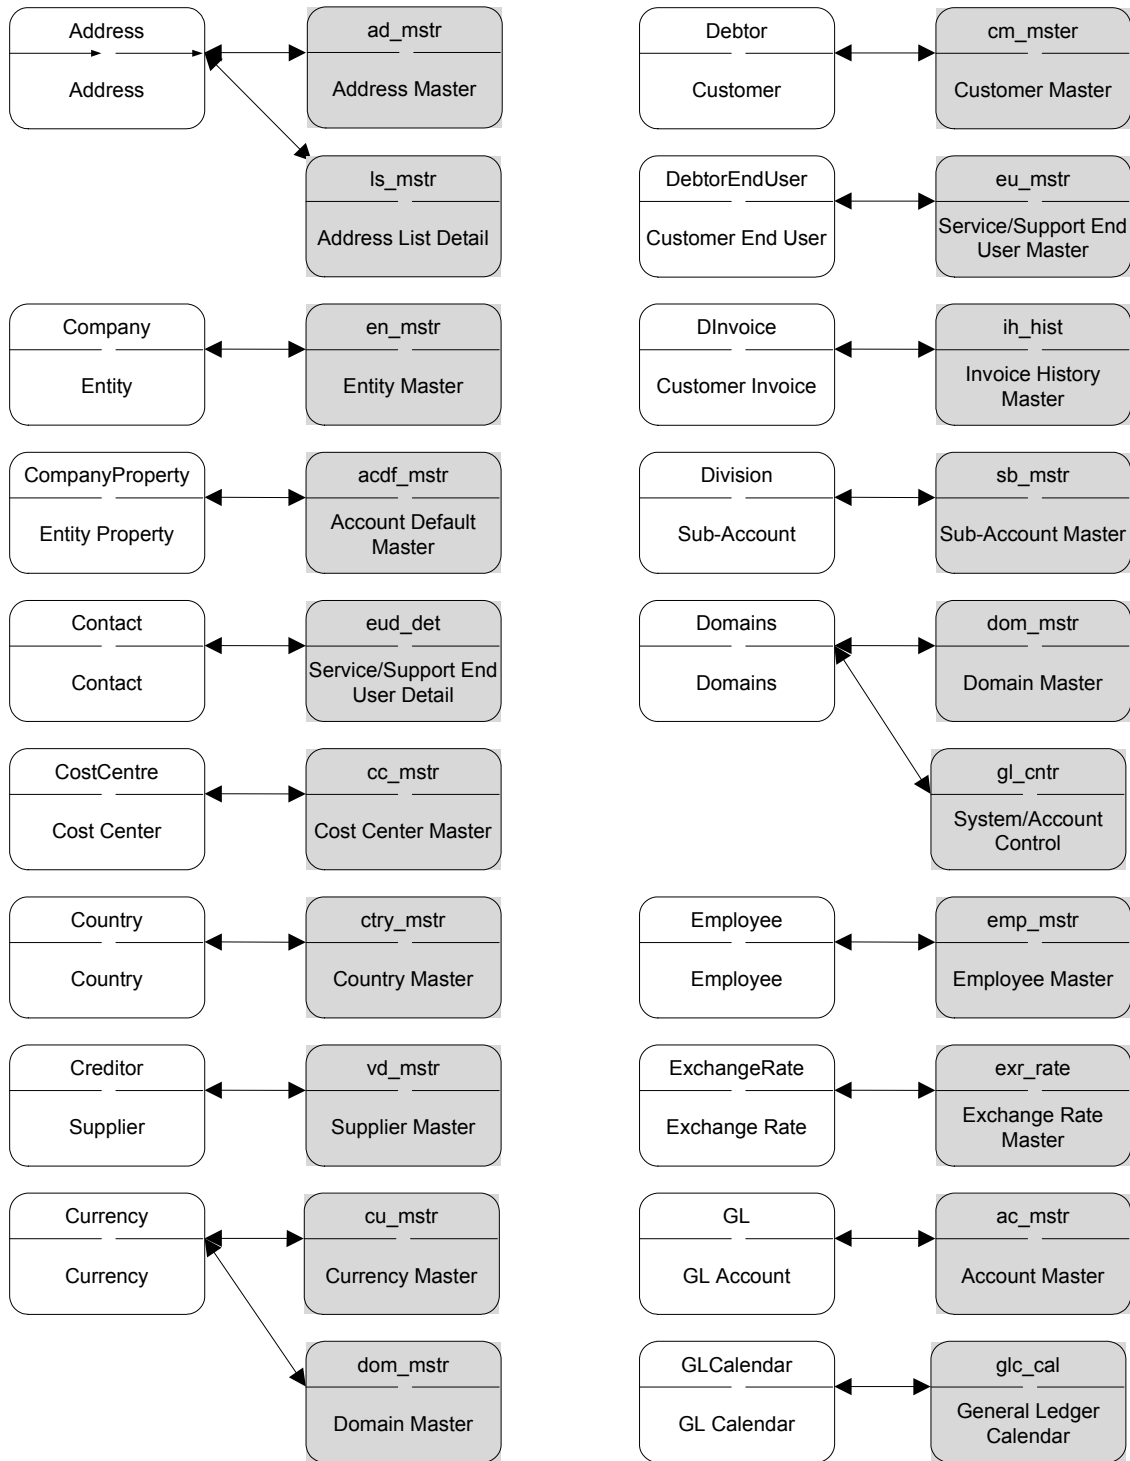 Address
Address
ad_mstr
Address Master
ls_mstr
Address List Detail
Company
Entity
en_mstr
Entity Master
CompanyProperty
Entity Property
acdf_mstr
Account Default
Master
Contact
Contact
eud_det
Service/Support End
User Detail
CostCentre
Cost Center
cc_mstr
Cost Center Master
Country
Country
ctry_mstr
Country Master
Creditor
Supplier
vd_mstr
Supplier Master
Currency
Currency
cu_mstr
Currency Master
dom_mstr
Domain Master
Debtor
Customer
cm_mster
Customer Master
DebtorEndUser
Customer End User
eu_mstr
Service/Support End
User Master
DInvoice
Customer Invoice
ih_hist
Invoice History
Master
Division
Sub-Account
sb_mstr
Sub-Account Master
Domains
Domains
dom_mstr
Domain Master
gl_cntr
System/Account
Control
Employee
Employee
emp_mstr
Employee Master
ExchangeRate
Exchange Rate
exr_rate
Exchange Rate
Master
GL
GL Account
ac_mstr
Account Master
GLCalendar
GL Calendar
glc_cal
General Ledger
Calendar